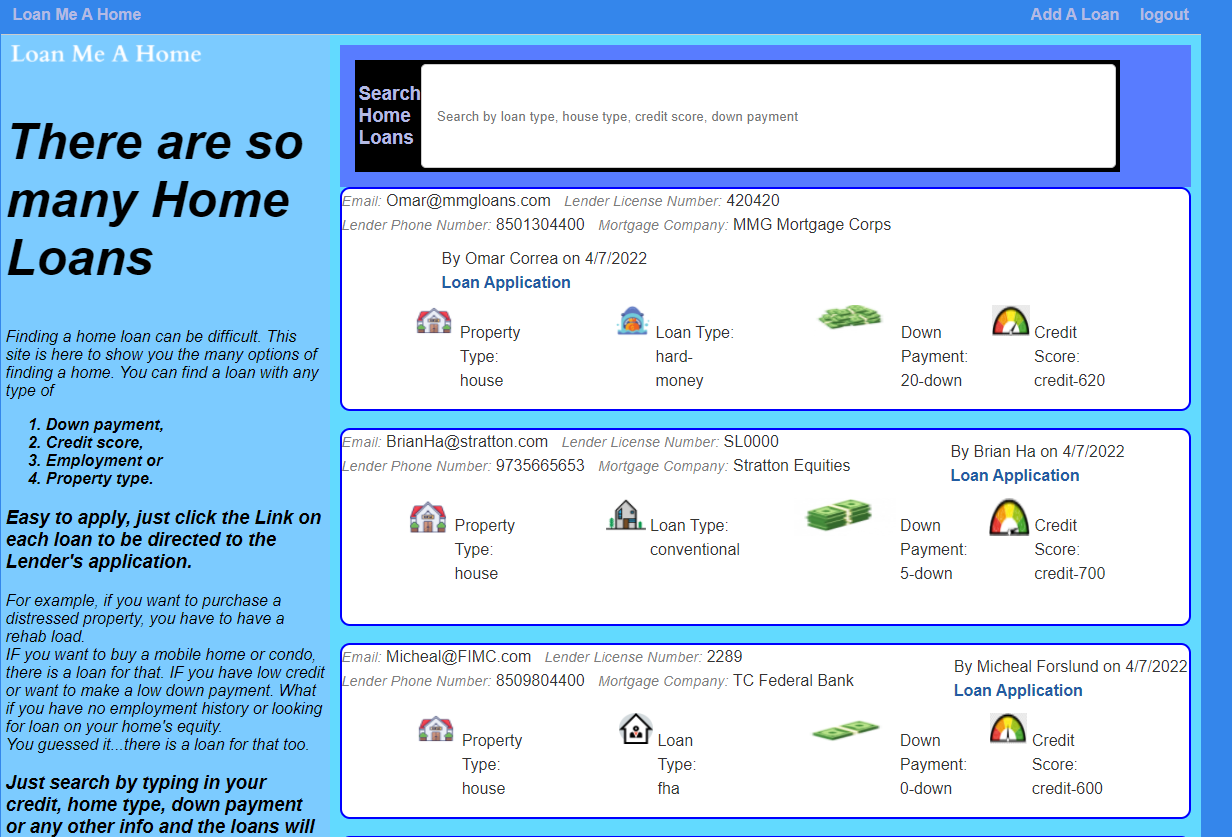 Loan Me A Home
Add A Loan logout
Loan Me A Home
There are so
many Home
Loans
Finding a home loan can be difficult. This
site is here to show you the many options of
finding a home. You can find a loan with any
type of
1. Down payment,
2. Credit score,
3. Employment or
4. Property type.
Easy to apply, just click the Link on
each loan to be directed to the
Lender's application.
For example, if you want to purchase a
distressed property, you have to have a
rehab load.
IF you want to buy a mobile home or condo,
there is a loan for that. IF you have low credit
or want to make a low down payment. What
if you have no employment history or looking
for loan on your home's equity.
You guessed it...there is a loan for that too.
Just search by typing in your
credit, home type, down payment
or any other info and the loans will
Search
Home
Loans
Search by loan type, house type, credit score, down payment
Email: Omar@mmgloans.com Lender License Number: 420420
Lender Phone Number: 8501304400 Mortgage Company: MMG Mortgage Corps
By Omar Correa on 4/7/2022
Loan Application
Property
Type:
house
Loan Type:
hard-
money
Down
Payment:
20-down
Credit
Score:
credit-620
Email: BrianHa@stratton.com Lender License Number: SL0000
Lender Phone Number: 9735665653 Mortgage Company: Stratton Equities
By Brian Ha on 4/7/2022
Loan Application
Property
Type:
house
Loan Type:
conventional
Down
Payment:
5-down
Credit
Score:
credit-700
Email: Micheal@FIMC.com Lender License Number: 2289
Lender Phone Number: 8509804400 Mortgage Company: TC Federal Bank
By Micheal Forslund on 4/7/2022
Loan Application
Property
Type:
house
Loan
Type:
fha
Down
Payment:
0-down
Credit
Score:
credit-600